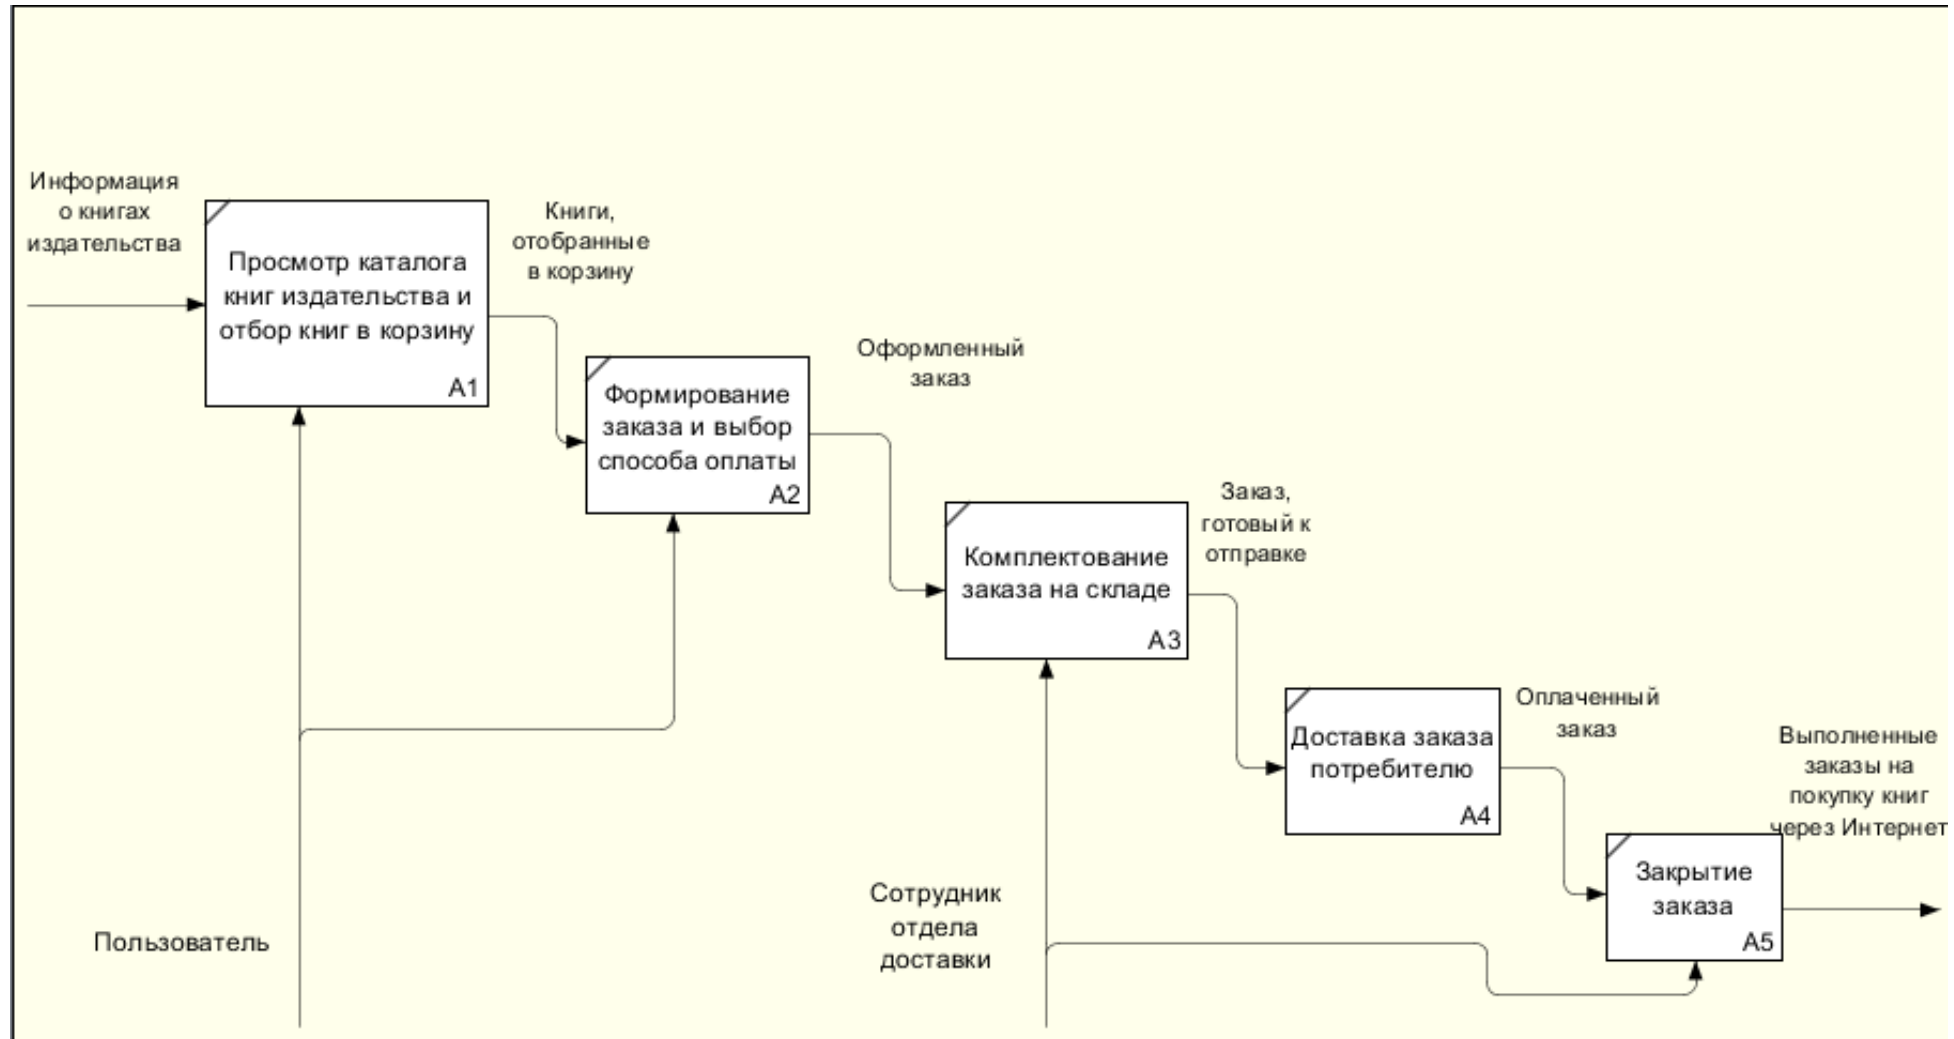 Информация
о книгах
издательства
Просмотр каталога
книг издательства и
отбор книг в корзину
A1
Книги,
отобранные
в корзину
Формирование
заказа и выбор
способа оплаты
A2
Оформленный
заказ
Комплектование
заказа на складе
A3
Заказ,
готовый к
отправке
Доставка заказа
потребителю
A4
Оплаченный
заказ
Закрытие
заказа
A5
Выполненные
заказы на
покупку книг
через Интернет
Пользователь
Сотрудник
отдела
доставки